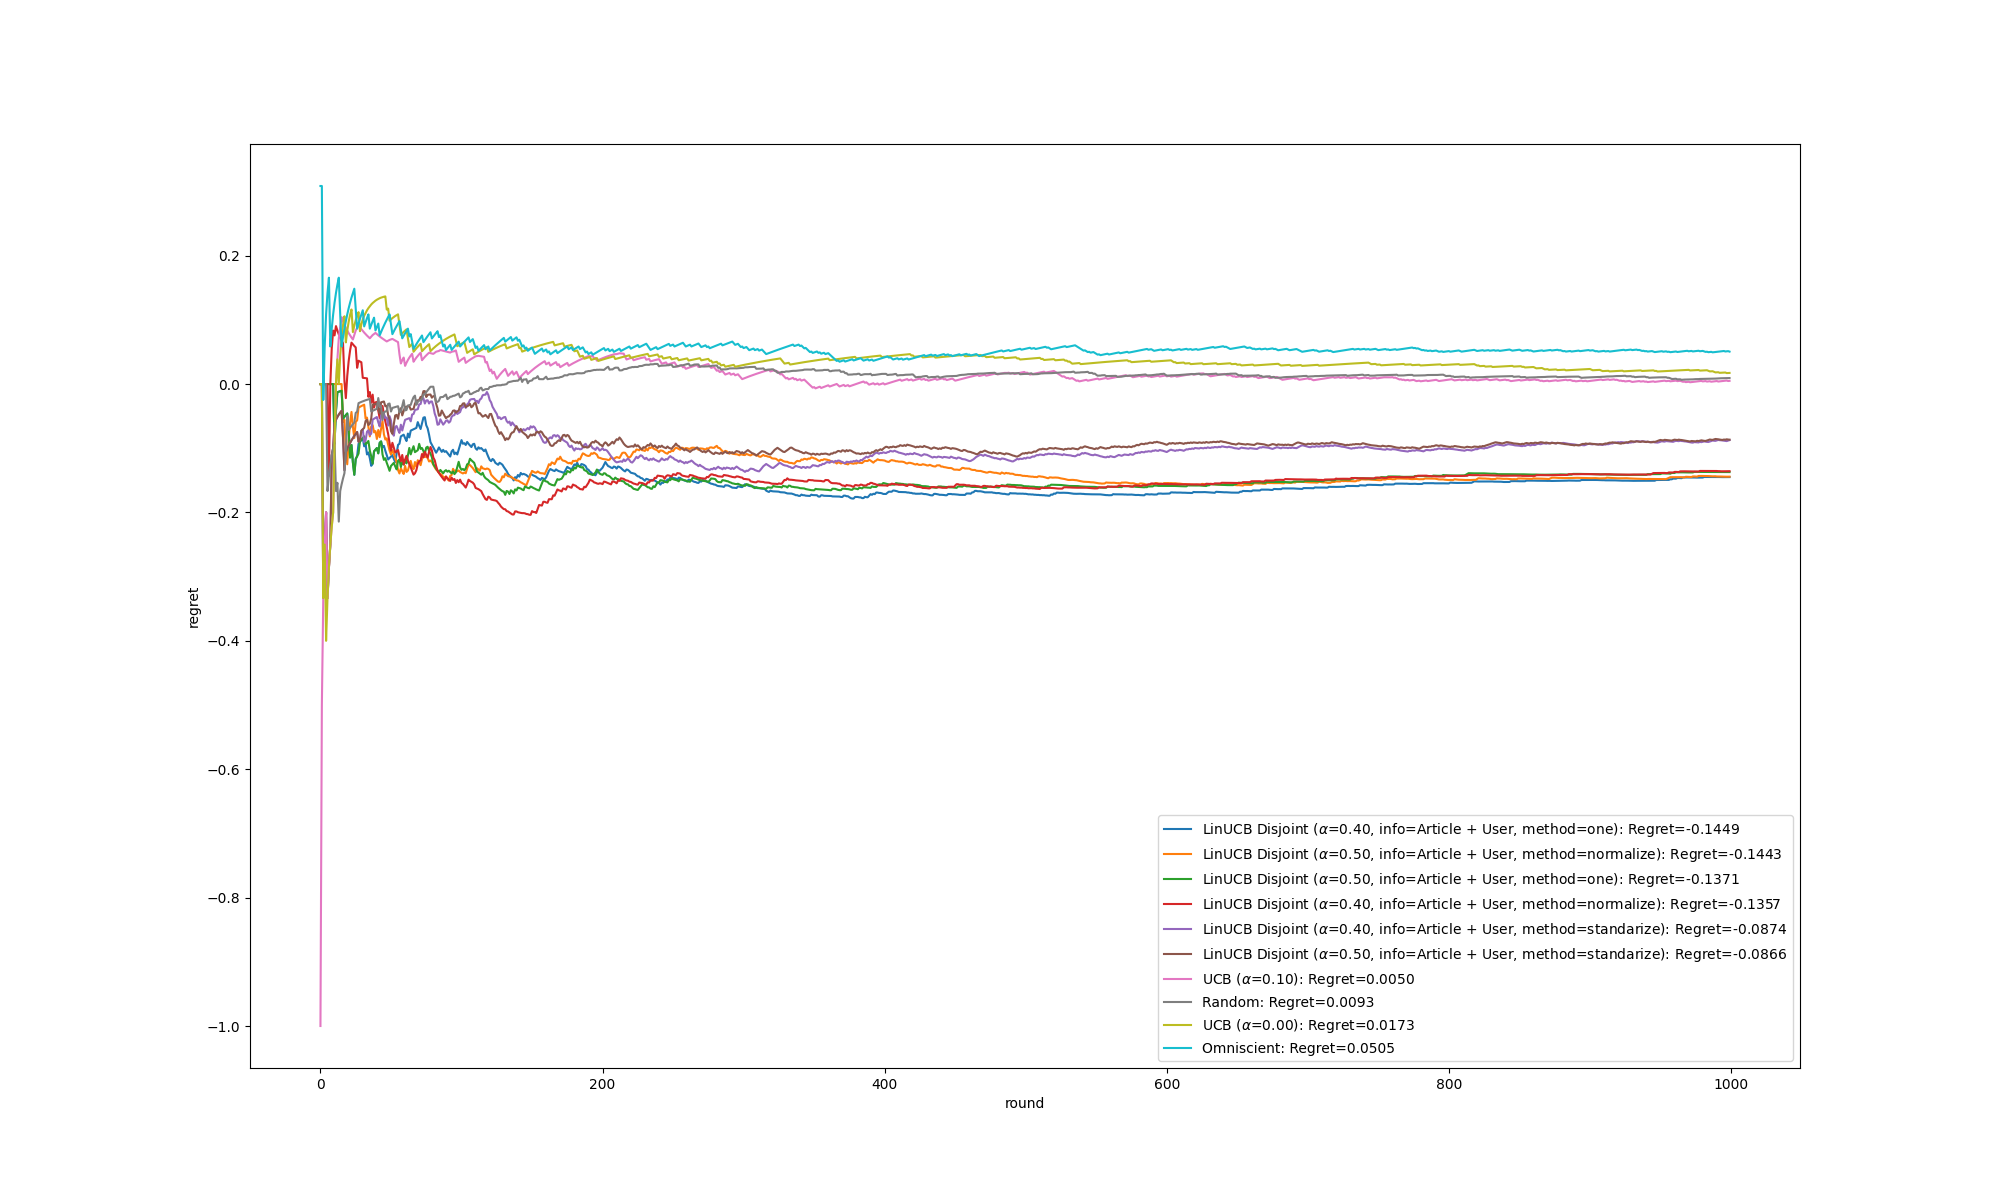 0.2
0.0
−0.2
−0.4
−0.6
−0.8
−1.0
regret
0
200
400
600
800
1000
round
LinUCB Disjoint (α=0.40, info=Article + User, method=one): Regret=-0.1449
LinUCB Disjoint (α=0.50, info=Article + User, method=normalize): Regret=-0.1443
LinUCB Disjoint (α=0.50, info=Article + User, method=one): Regret=-0.1371
LinUCB Disjoint (α=0.40, info=Article + User, method=normalize): Regret=-0.1357
LinUCB Disjoint (α=0.40, info=Article + User, method=standarize): Regret=-0.0874
LinUCB Disjoint (α=0.50, info=Article + User, method=standarize): Regret=-0.0866
UCB (α=0.10): Regret=0.0050
Random: Regret=0.0093
UCB (α=0.00): Regret=0.0173
Omniscient: Regret=0.0505